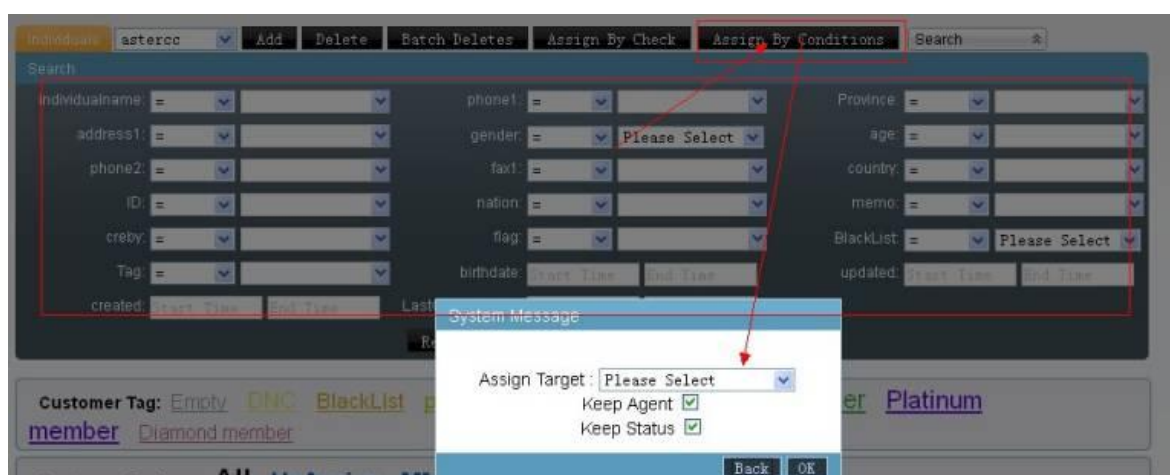 Individuals astercc Add Delete Batch Deletes Assign By Check Assign By Conditions Search
Search
individualname: = phone1: = Province: =
address1: = gender: = Please Select age: =
phone2: = fax1: = country: =
ID: = nation: = memo: =
creby: = flag: = BlackList: = Please Select
Tag: = birthdate: Start Time End Time updated: Start Time End Time
created: Start Time End Time
System Message
Assign Target : Please Select
Keep Agent
Keep Status
Back OK
Customer Tag: Empty DNC BlackList Platinum
member Diamond member